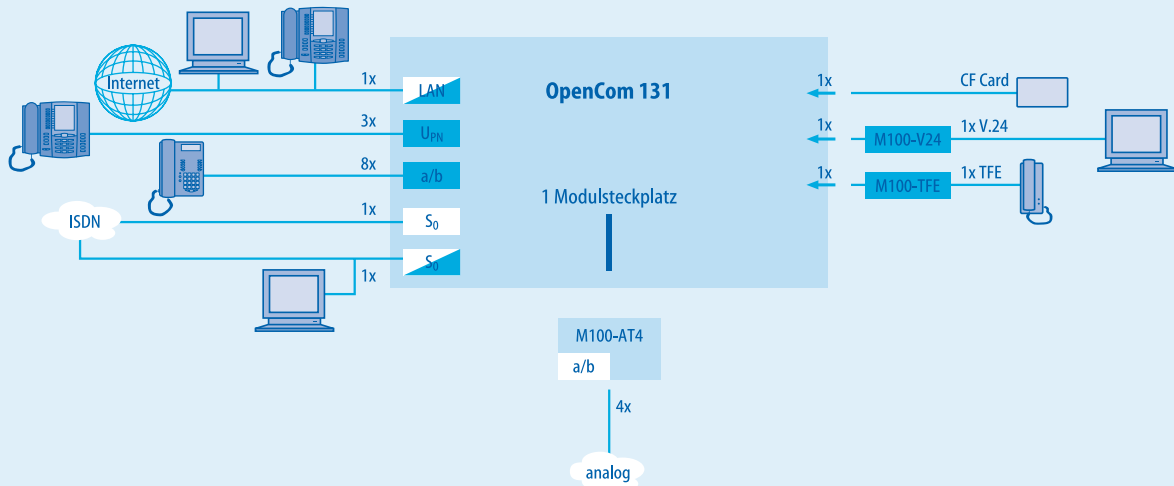 Internet
1x
LAN
OpenCom 131
1x
CF Card
3x
UPN
1x
M100-V24
1x V.24
8x
a/b
1x
M100-TFE
1x TFE
1 Modulsteckplatz
ISDN
1x
S0
1x
S0
M100-AT4
a/b
4x
analog